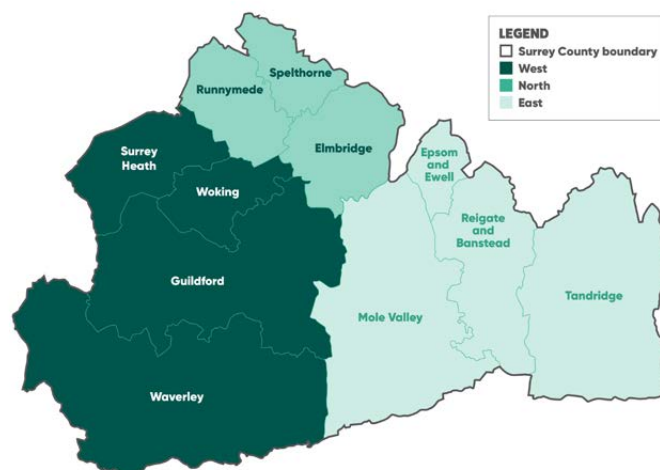 LEGEND
Surrey County boundary
West
North
East
Spelthorne
Runnymede
Elmbridge
Surrey
Heath
Woking
Epsom
and
Ewell
Reigate
and
Banstead
Guildford
Tandridge
Mole Valley
Waverley